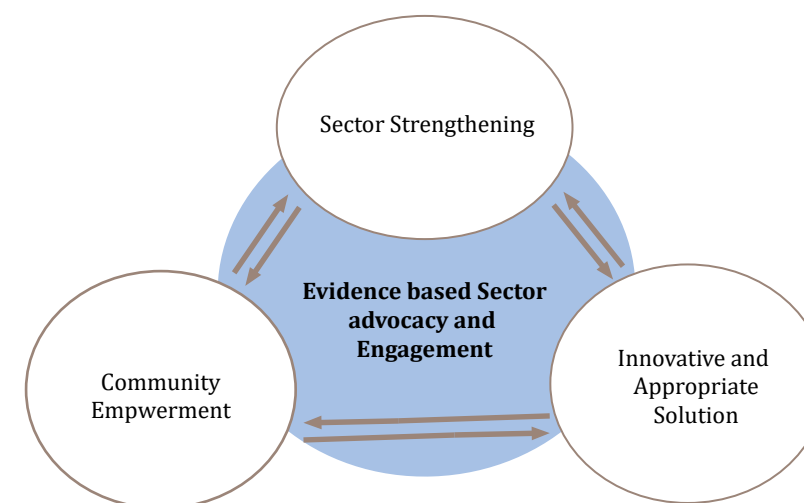 Sector Strengthening
Evidence based Sector
advocacy and
Engagement
Community
Empwerment
Innovative and
Appropriate
Solution